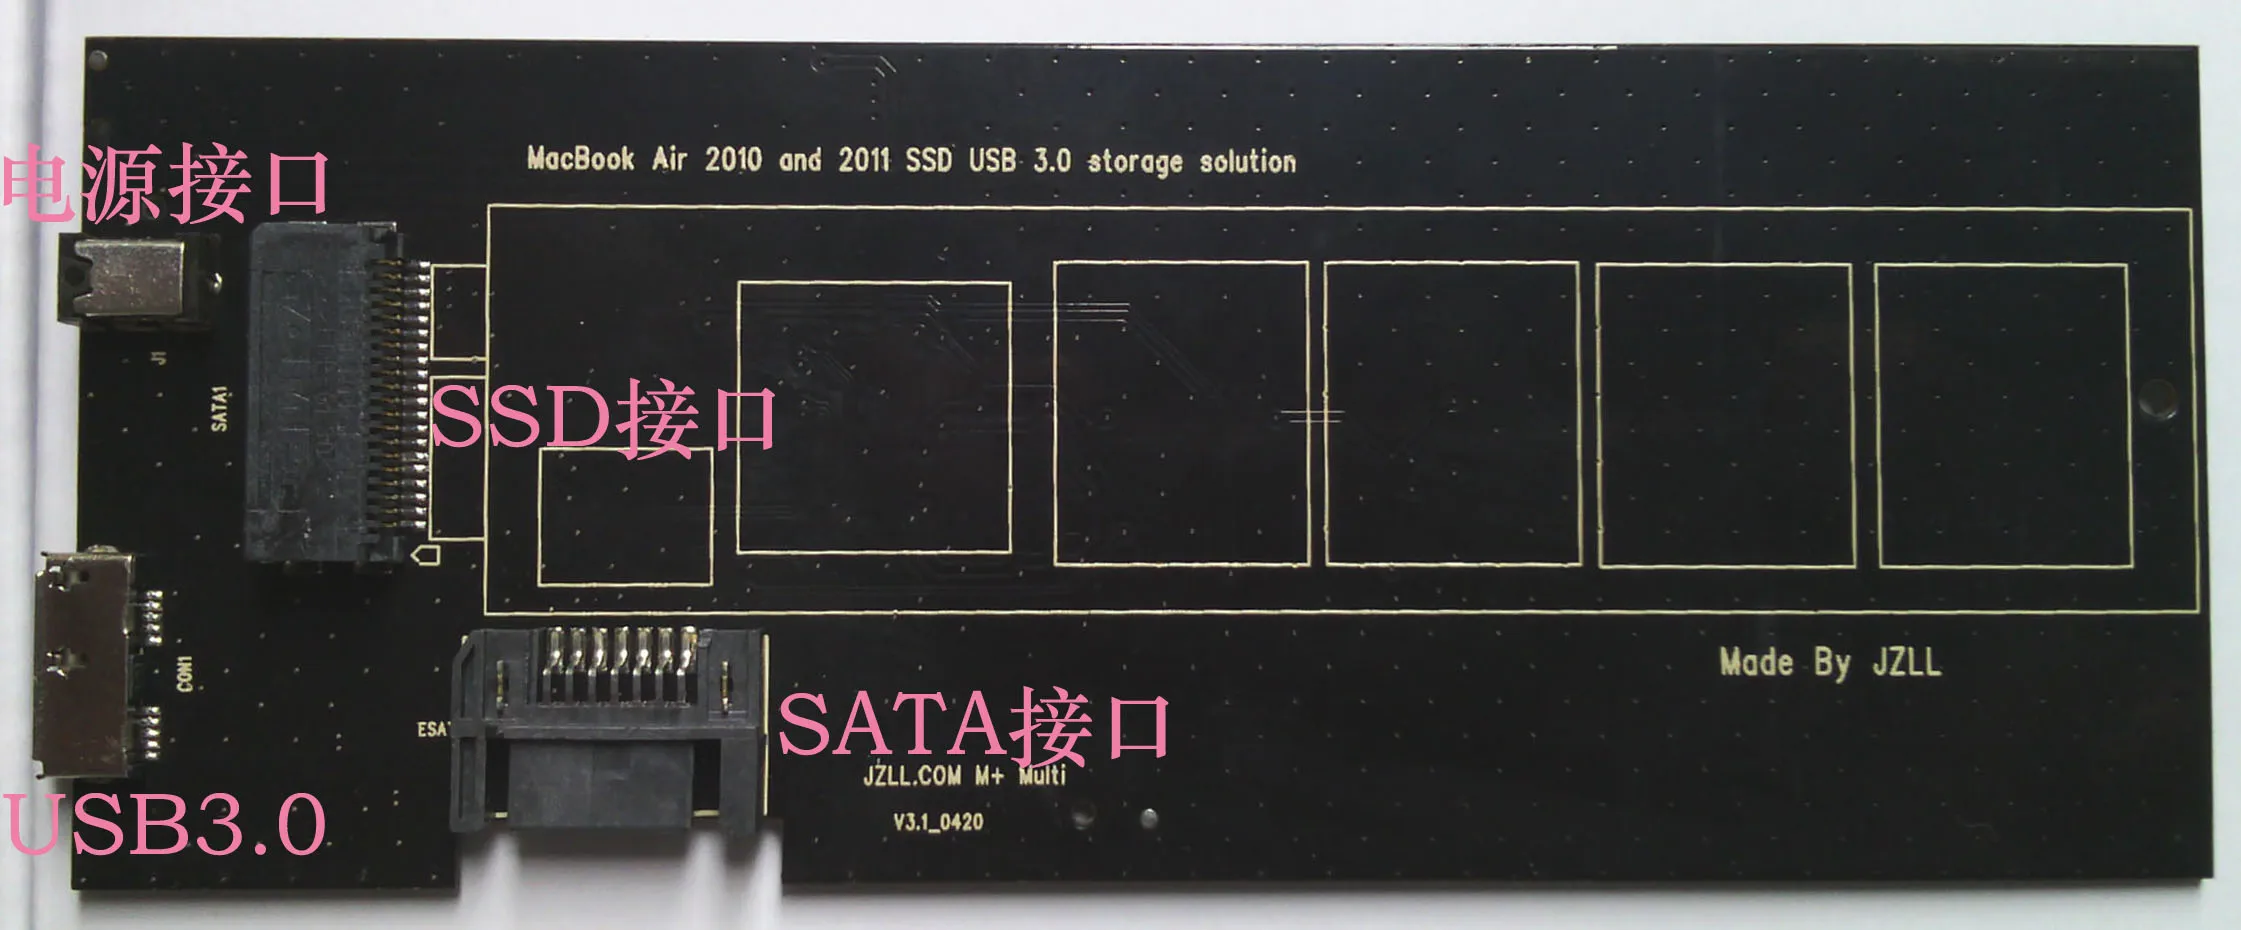 MacBook Air 2010 and 2011 SSD USB 3.0 storage solution
电源接口
J1
SATA1
SSD接口
CON1
Made By JZLL
ESA
SATA接口
JZLL.COM M+ Multi
V3.1_0420
USB3.0